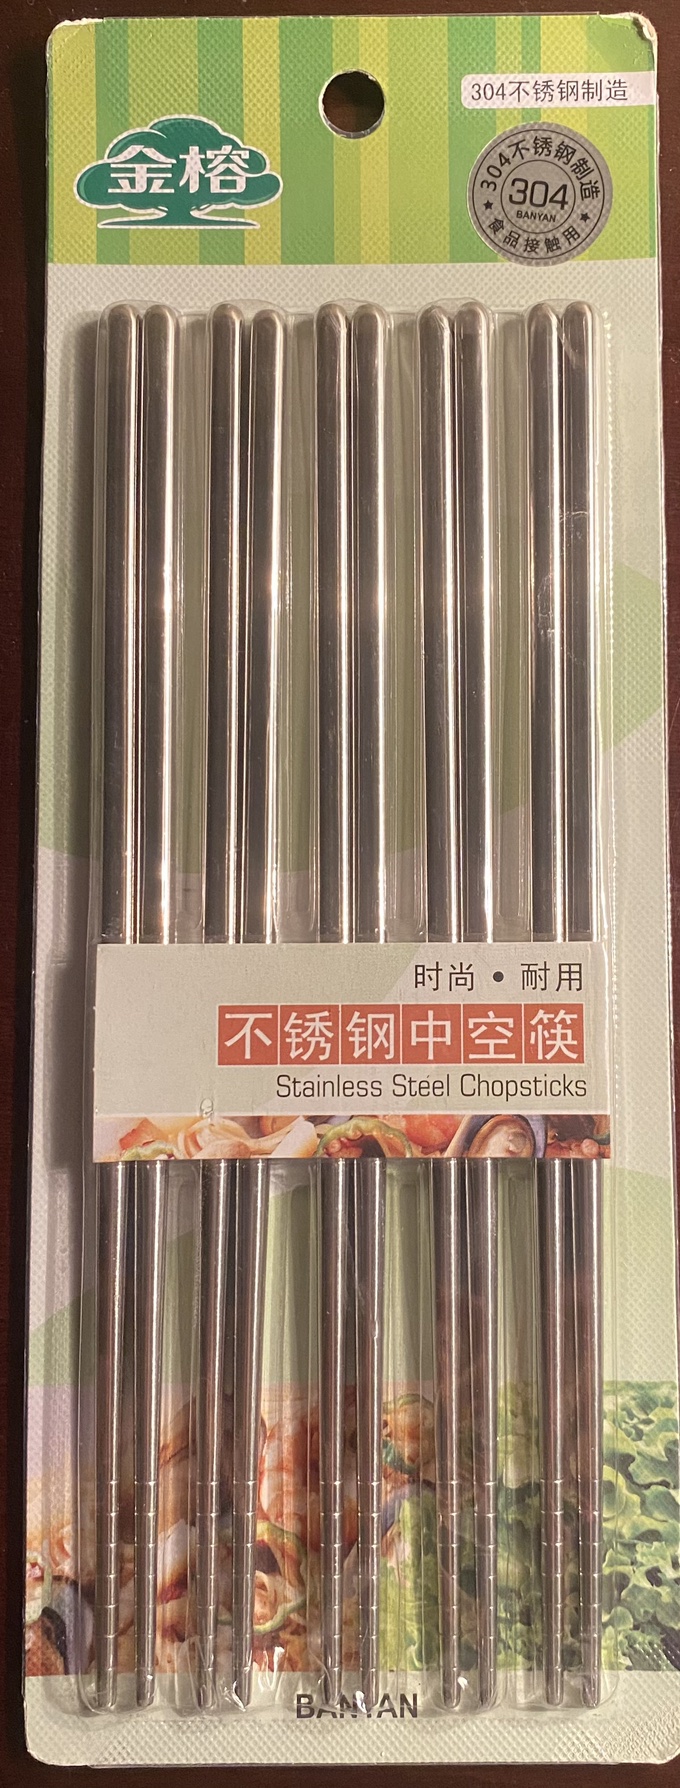 304不锈钢制造
金榕
304不锈钢制造
304
BANYAN
食品接触用
时尚·耐用
不锈钢中空筷
Stainless Steel Chopsticks
BANYAN